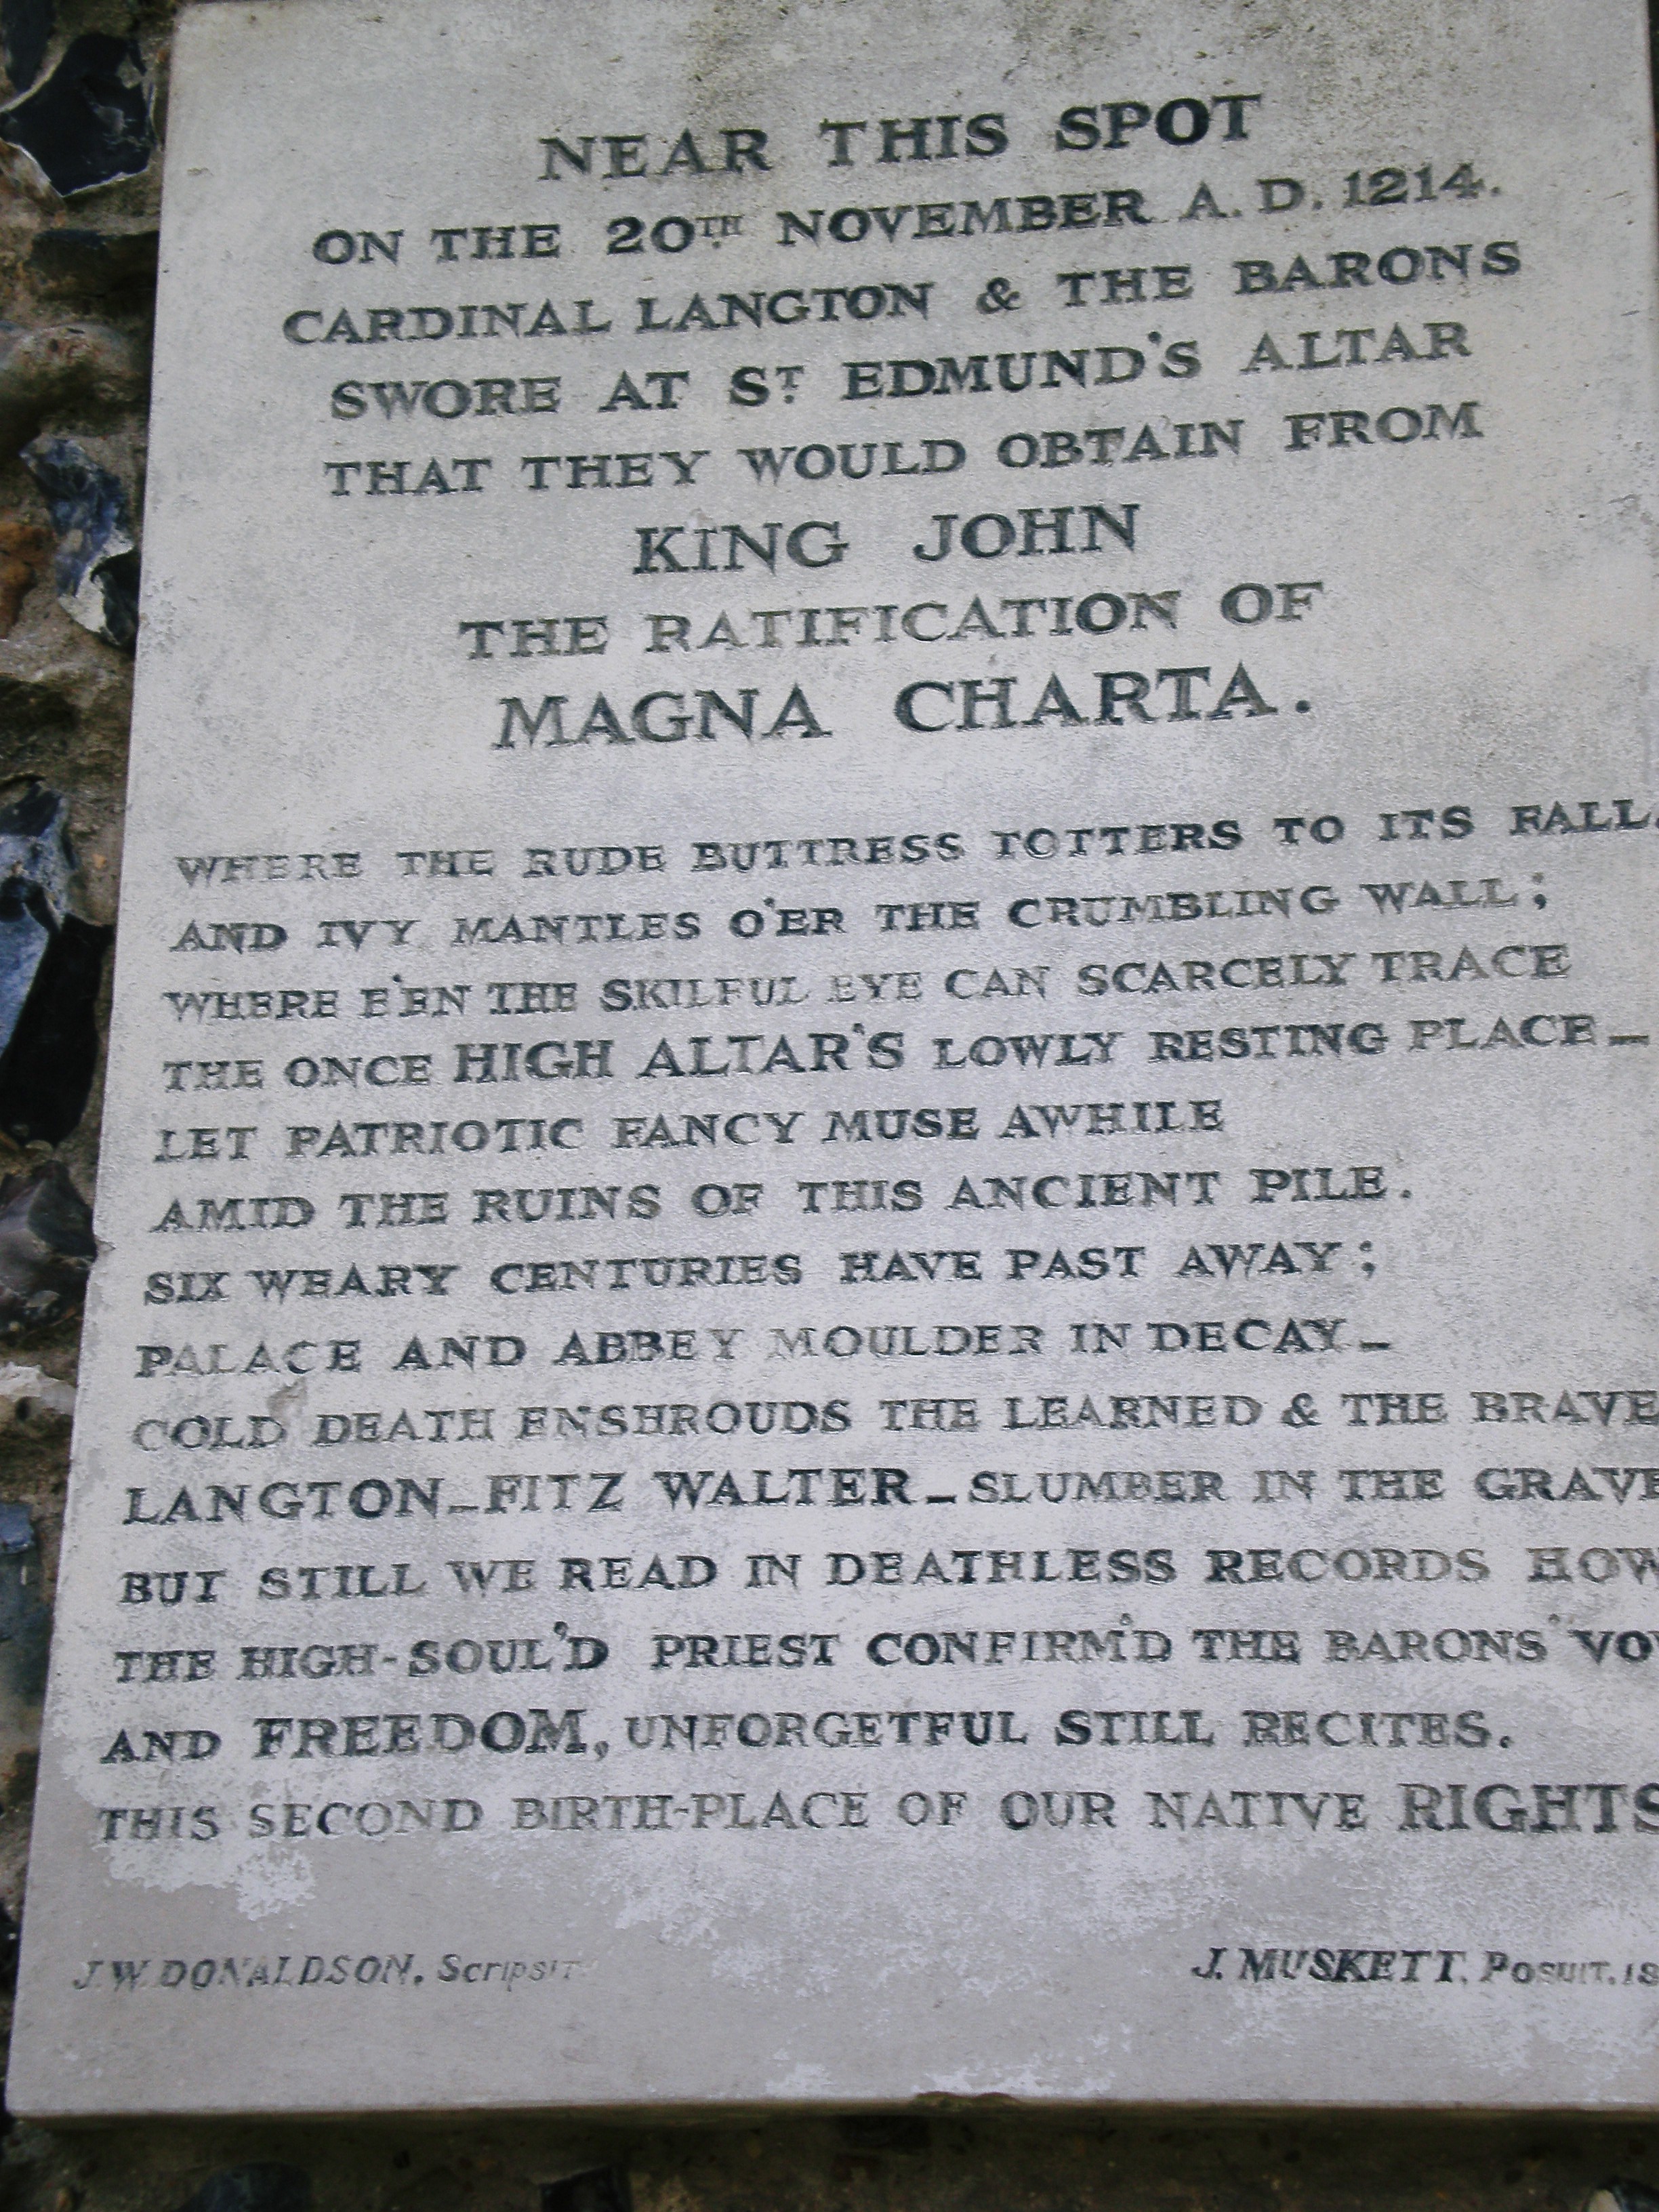 NEAR THIS SPOT
ON THE 20TH NOVEMBER A.D. 1214.
CARDINAL LANGTON & THE BARONS
SWORE AT ST EDMUND'S ALTAR
THAT THEY WOULD OBTAIN FROM
KING JOHN
THE RATIFICATION OF
MAGNA CHARTA.
WHERE THE RUDE BUTTRESS TOTTERS TO ITS FALL,
AND IVY MANTLES O'ER THE CRUMBLING WALL;
WHERE E'EN THE SKILFUL EYE CAN SCARCELY TRACE
THE ONCE HIGH ALTAR'S LOWLY RESTING PLACE_
LET PATRIOTIC FANCY MUSE AWHILE
AMID THE RUINS OF THIS ANCIENT PILE.
SIX WEARY CENTURIES HAVE PAST AWAY;
PALACE AND ABBEY MOULDER IN DECAY_
COLD DEATH ENSHROUDS THE LEARNED & THE BRAVE
LANGTON_FITZ WALTER_SLUMBER IN THE GRAVE
BUT STILL WE READ IN DEATHLESS RECORDS HOW
THE HIGH-SOUL'D PRIEST CONFIRM'D THE BARONS' VO
AND FREEDOM, UNFORGETFUL STILL RECITES.
THIS SECOND BIRTH-PLACE OF OUR NATIVE RIGHTS
J.W. DONALDSON. Scripsit
J. MUSKETT. Posuit. 18